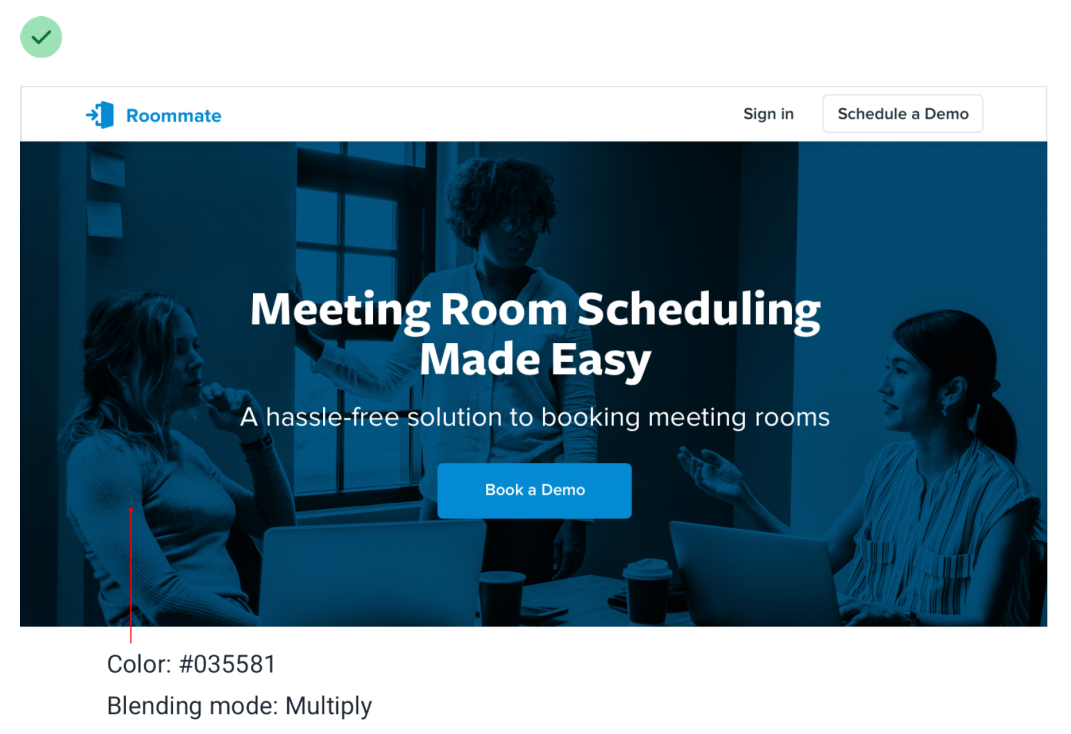 Roommate
Sign in
Schedule a Demo
Meeting Room Scheduling
Made Easy
A hassle-free solution to booking meeting rooms
Book a Demo
Color: #035581
Blending mode: Multiply